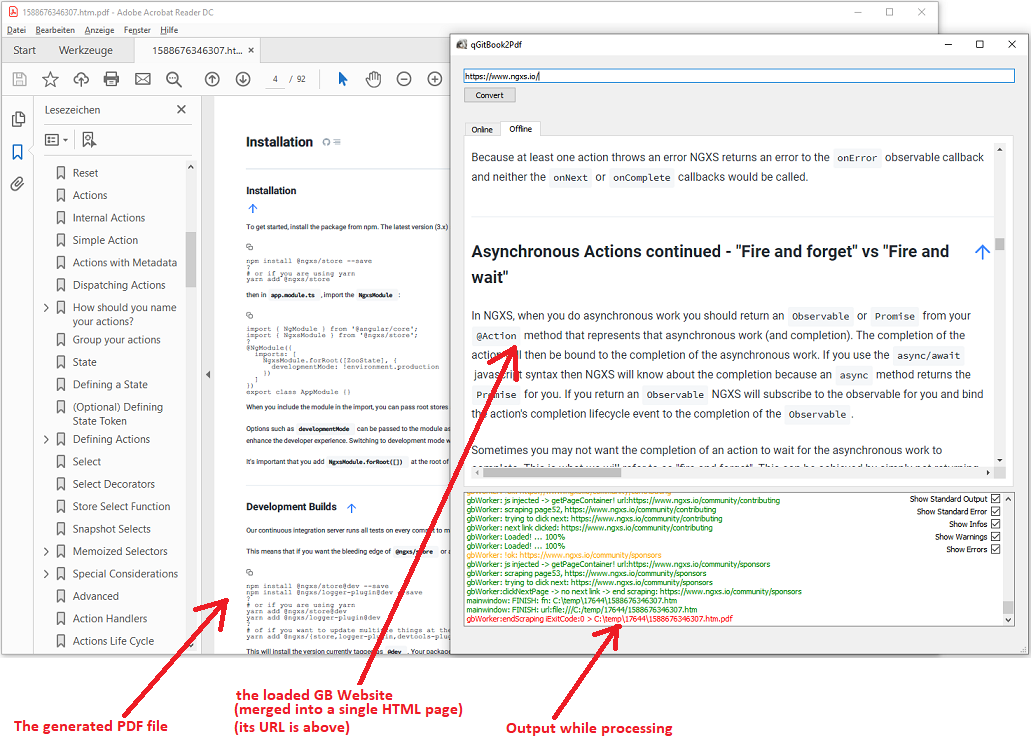 1588676346307.htm.pdf - Adobe Acrobat Reader DC
Datei Bearbeiten Anzeige Fenster Hilfe
Start Werkzeuge 1588676346307.ht... ×
4 / 92
Lesezeichen
Reset
Actions
Internal Actions
Simple Action
Actions with Metadata
Dispatching Actions
How should you name
your actions?
Group your actions
State
Defining a State
(Optional) Defining
State Token
Defining Actions
Select
Select Decorators
Store Select Function
Snapshot Selects
Memoized Selectors
Special Considerations
Advanced
Action Handlers
Actions Life Cycle
Installation
Installation
To get started, install the package from npm. The latest version (3.x)
npm install @ngxs/store --save
?
# or if you are using yarn
yarn add @ngxs/store
then in app.module.ts , import the NgxsModule :
import { NgModule } from '@angular/core';
import { NgxsModule } from '@ngxs/store';
?
@NgModule({
imports: [
NgxsModule.forRoot([ZooState], {
developmentMode: !environment.production
})
]
})
export class AppModule {}
When you include the module in the import, you can pass root stores
Options such as developmentMode can be passed to the module as
enhance the developer experience. Switching to development mode w
It's important that you add NgxsModule.forRoot([]) at the root of
Development Builds
Our continuous integration server runs all tests on every commit to m
This means that if you want the bleeding edge of @ngxs/store or a
npm install @ngxs/store@dev --save
npm install @ngxs/logger-plugin@dev --save
?
# or if you are using yarn
yarn add @ngxs/store@dev
yarn add @ngxs/logger-plugin@dev
?
# of if you want to update multiple things at the
yarn add @ngxs/{store,logger-plugin,devtools-plug
This will install the version currently tagged as @dev . Your package
qGitBook2Pdf
https://www.ngxs.io/
Convert
Online Offline
Because at least one action throws an error NGXS returns an error to the onError observable callback
and neither the onNext or onComplete callbacks would be called.
Asynchronous Actions continued - "Fire and forget" vs "Fire and
wait"
In NGXS, when you do asynchronous work you should return an Observable or Promise from your
@Action method that represents that asynchronous work (and completion). The completion of the
action will then be bound to the completion of the asynchronous work. If you use the async/await
javascript syntax then NGXS will know about the completion because an async method returns the
Promise for you. If you return an Observable NGXS will subscribe to the observable for you and bind
the action's completion lifecycle event to the completion of the Observable .
Sometimes you may not want the completion of an action to wait for the asynchronous work to
complete. This is what we will refer to as "fire and forget". This can be achieved by simply not returning
gbWorker: js injected -> getPageContainer! url:https://www.ngxs.io/community/contributing
gbWorker: scraping page52, https://www.ngxs.io/community/contributing
gbWorker: trying to click next: https://www.ngxs.io/community/contributing
gbWorker: next link clicked: https://www.ngxs.io/community/contributing
gbWorker: Loaded! ... 100%
gbWorker: Loaded! ... 100%
gbWorker: !ok: https://www.ngxs.io/community/sponsors
gbWorker: js injected -> getPageContainer! url:https://www.ngxs.io/community/sponsors
gbWorker: scraping page53, https://www.ngxs.io/community/sponsors
gbWorker: trying to click next: https://www.ngxs.io/community/sponsors
gbWorker:clickNextPage -> no next link -> end scraping: https://www.ngxs.io/community/sponsors
mainwindow: FINISH: fn: C:\temp\17644\1588676346307.htm
mainwindow: FINISH: url:file:///C:/temp/17644/1588676346307.htm
gbWorker:endScraping iExitCode:0 > C:\temp\17644\1588676346307.htm.pdf
Show Standard Output
Show Standard Error
Show Infos
Show Warnings
Show Errors
The generated PDF file
the loaded GB Website
(merged into a single HTML page)
(its URL is above)
Output while processing